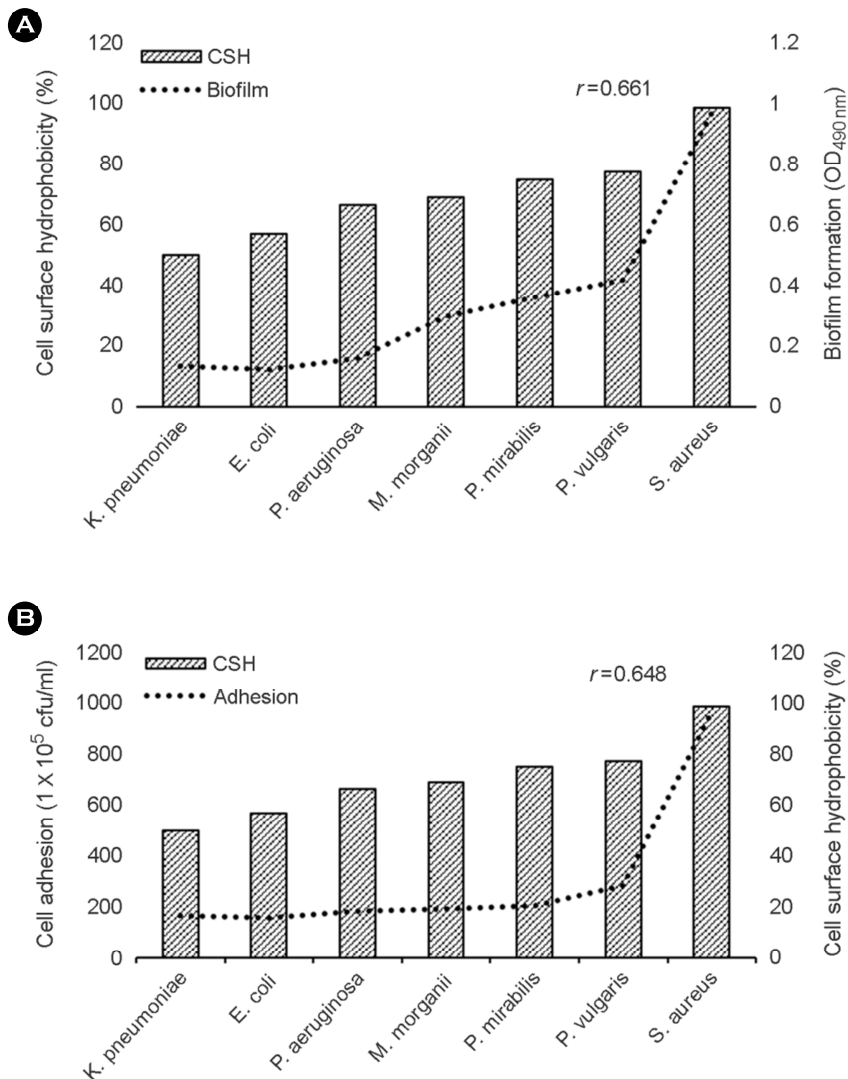 A
Cell surface hydrophobicity (%)
120
100
80
60
40
20
0
CSH
Biofilm
r=0.661
1.2
1
0.8
0.6
0.4
0.2
0
Biofilm formation (OD490 nm)
K. pneumoniae
E. coli
P. aeruginosa
M. morganii
P. mirabilis
P. vulgaris
S. aureus
B
Cell adhesion (1 X 10⁵ cfu/ml)
1200
1000
800
600
400
200
0
CSH
Adhesion
r=0.648
120
100
80
60
40
20
0
Cell surface hydrophobicity (%)
K. pneumoniae
E. coli
P. aeruginosa
M. morganii
P. mirabilis
P. vulgaris
S. aureus